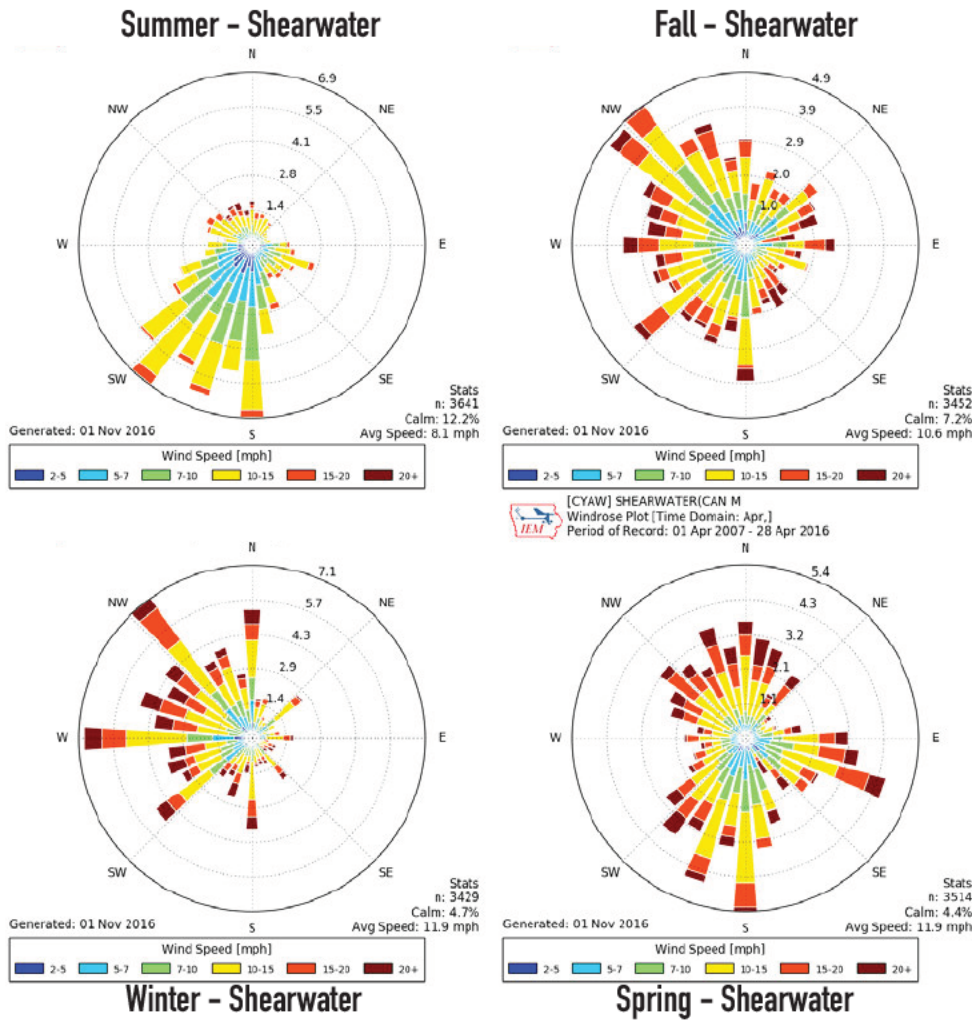 Summer – Shearwater
Fall – Shearwater
N
6.9
NW
NE
5.5
4.1
2.8
1.4
W
E
SW
SE
S
Stats
n: 3641
Calm: 12.2%
Generated: 01 Nov 2016
Avg Speed: 8.1 mph
Wind Speed [mph]
2-5 5-7 7-10 10-15 15-20 20+
N
4.9
NW
NE
3.9
2.9
2.0
1.0
W
E
SW
SE
S
Stats
n: 3452
Calm: 7.2%
Generated: 01 Nov 2016
Avg Speed: 10.6 mph
Wind Speed [mph]
2-5 5-7 7-10 10-15 15-20 20+
IEM
[CYAW] SHEARWATER(CAN M
Windrose Plot [Time Domain: Apr,]
Period of Record: 01 Apr 2007 - 28 Apr 2016
N
7.1
NW
NE
5.7
4.3
2.9
1.4
W
E
SW
SE
S
Stats
n: 3429
Calm: 4.7%
Generated: 01 Nov 2016
Avg Speed: 11.9 mph
Wind Speed [mph]
2-5 5-7 7-10 10-15 15-20 20+
N
5.4
NW
NE
4.3
3.2
W
E
SW
SE
S
Stats
n: 3514
Calm: 4.4%
Generated: 01 Nov 2016
Avg Speed: 11.9 mph
Wind Speed [mph]
2-5 5-7 7-10 10-15 15-20 20+
Winter – Shearwater
Spring – Shearwater